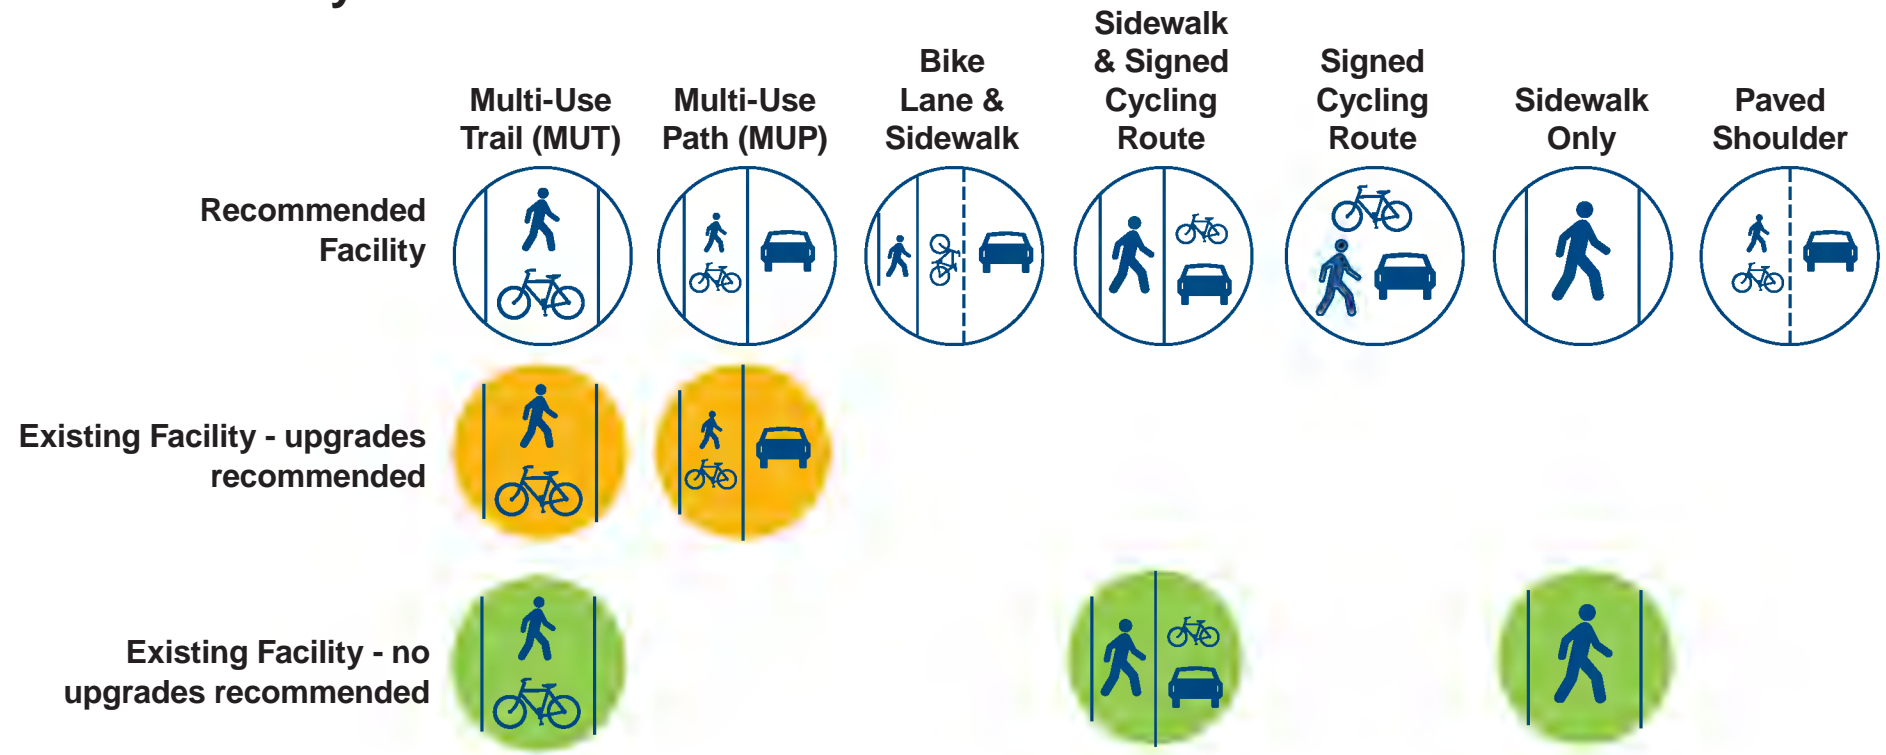 Multi-Use
Trail (MUT)
Multi-Use
Path (MUP)
Bike
Lane &
Sidewalk
Sidewalk
& Signed
Cycling
Route
Signed
Cycling
Route
Sidewalk
Only
Paved
Shoulder
Recommended
Facility
Existing Facility - upgrades
recommended
Existing Facility - no
upgrades recommended